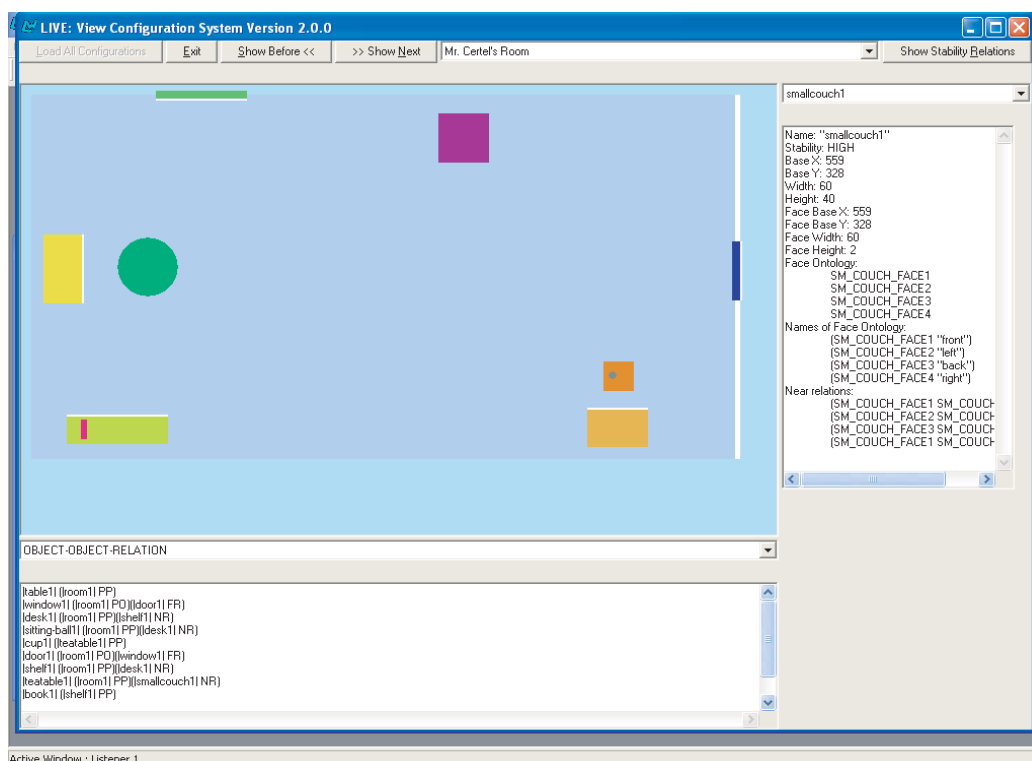 LIVE: View Configuration System Version 2.0.0
Load All Configurations Exit Show Before << >> Show Next Mr. Certel's Room Show Stability Relations
smallcouch1
Name: "smallcouch1"
Stability: HIGH
Base X: 559
Base Y: 328
Width: 60
Height: 40
Face Base X: 559
Face Base Y: 328
Face Width: 60
Face Height: 2
Face Ontology:
SM_COUCH_FACE1
SM_COUCH_FACE2
SM_COUCH_FACE3
SM_COUCH_FACE4
Names of Face Ontology:
(SM_COUCH_FACE1 "front")
(SM_COUCH_FACE2 "left")
(SM_COUCH_FACE3 "back")
(SM_COUCH_FACE4 "right")
Near relations:
(SM_COUCH_FACE1 SM_COUCH
(SM_COUCH_FACE2 SM_COUCH
(SM_COUCH_FACE3 SM_COUCH
(SM_COUCH_FACE1 SM_COUCH
OBJECT-OBJECT-RELATION
|table1| (|room1| PP)
|window1| (|room1| PO)(|door1| FR)
|desk1| (|room1| PP)(|shelf1| NR)
|sitting-ball1| (|room1| PP)(|desk1| NR)
|cup1| (|teatable1| PP)
|door1| (|room1| PO)(|window1| FR)
|shelf1| (|room1| PP)(|desk1| NR)
|teatable1| (|room1| PP)(|smallcouch1| NR)
|book1| (|shelf1| PP)
Active Window : Listener 1